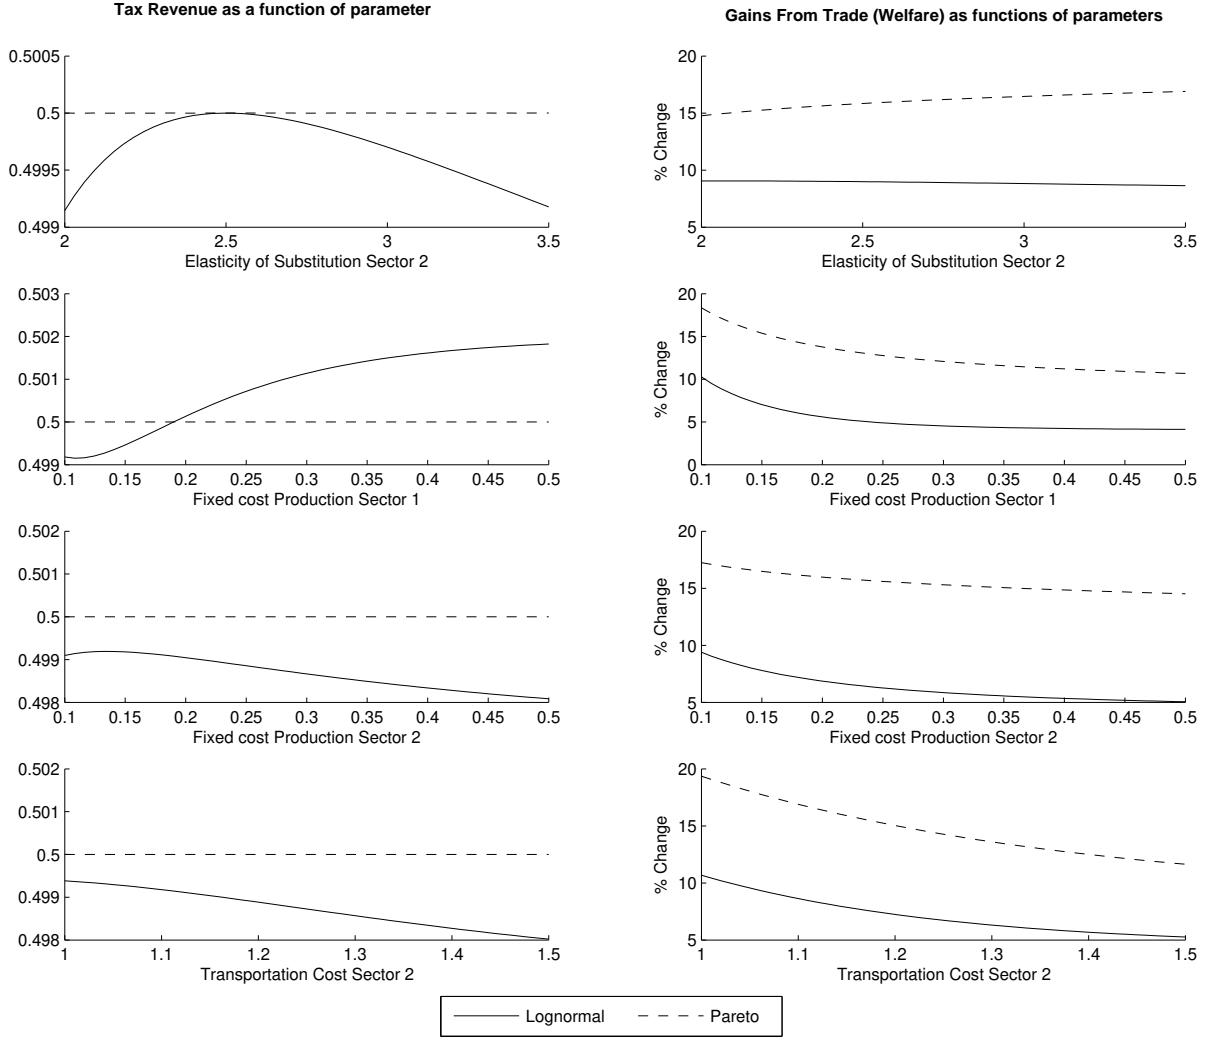 Tax Revenue as a function of parameter
0.5005
0.5
0.4995
0.499
2 2.5 3 3.5
Elasticity of Substitution Sector 2
Gains From Trade (Welfare) as functions of parameters
20
15
10
5
% Change
2 2.5 3 3.5
Elasticity of Substitution Sector 2
0.503
0.502
0.501
0.5
0.499
0.1 0.15 0.2 0.25 0.3 0.35 0.4 0.45 0.5
Fixed cost Production Sector 1
20
15
10
5
0
% Change
0.1 0.15 0.2 0.25 0.3 0.35 0.4 0.45 0.5
Fixed cost Production Sector 1
0.502
0.501
0.5
0.499
0.498
0.1 0.15 0.2 0.25 0.3 0.35 0.4 0.45 0.5
Fixed cost Production Sector 2
20
15
10
5
% Change
0.1 0.15 0.2 0.25 0.3 0.35 0.4 0.45 0.5
Fixed cost Production Sector 2
0.502
0.501
0.5
0.499
0.498
1 1.1 1.2 1.3 1.4 1.5
Transportation Cost Sector 2
20
15
10
5
% Change
1 1.1 1.2 1.3 1.4 1.5
Transportation Cost Sector 2
Lognormal Pareto